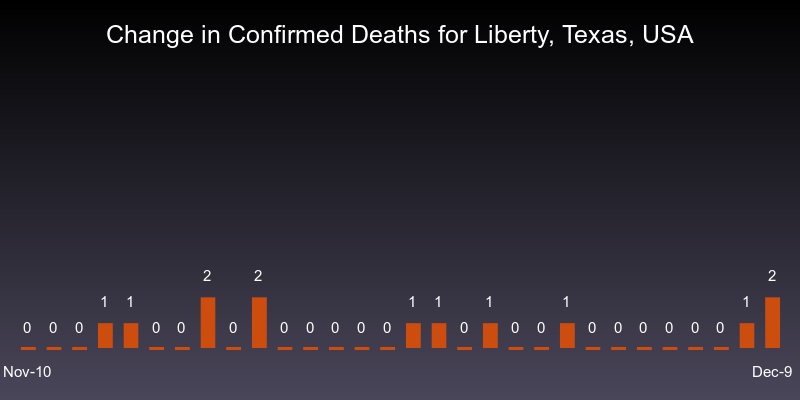 Change in Confirmed Deaths for Liberty, Texas, USA
0 0 0 1 1 0 0 2 0 2 0 0 0 0 0 1 1 0 1 0 0 1 0 0 0 0 0 0 1 2
Nov-10 Dec-9